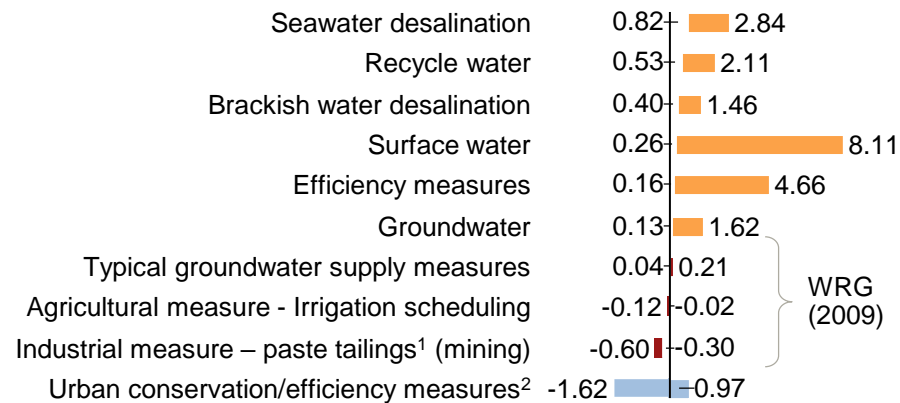 Seawater desalination 0.82 2.84
Recycle water 0.53 2.11
Brackish water desalination 0.40 1.46
Surface water 0.26 8.11
Efficiency measures 0.16 4.66
Groundwater 0.13 1.62
Typical groundwater supply measures 0.04 0.21
Agricultural measure - Irrigation scheduling -0.12 -0.02
WRG
(2009)
Industrial measure – paste tailings¹ (mining) -0.60 -0.30
Urban conservation/efficiency measures² -1.62 0.97